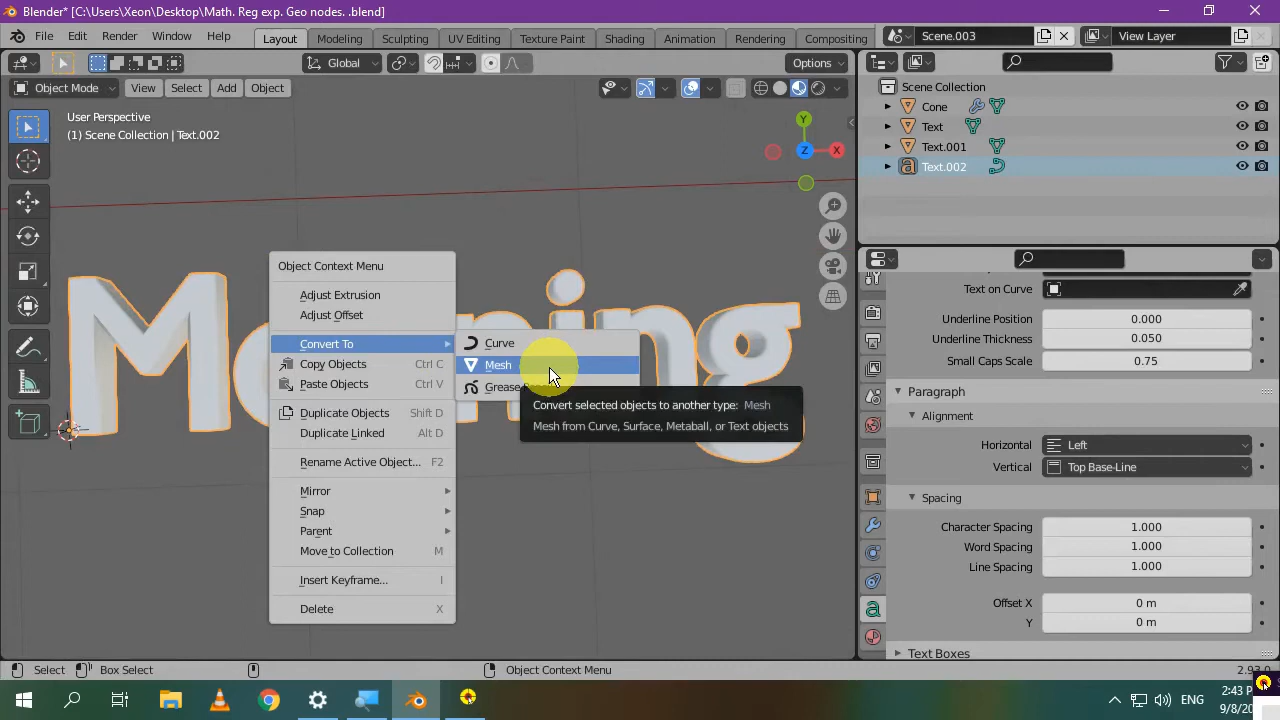 Blender* [C:\Users\Xeon\Desktop\Math. Reg exp. Geo nodes. .blend]
File Edit Render Window Help Layout Modeling Sculpting UV Editing Texture Paint Shading Animation Rendering Compositing Scene.003 View Layer
Global Options
Object Mode View Select Add Object
User Perspective
(1) Scene Collection | Text.002
Y
Z X
Object Context Menu
Adjust Extrusion
Adjust Offset
Convert To
Copy Objects Ctrl C
Paste Objects Ctrl V
Duplicate Objects Shift D
Duplicate Linked Alt D
Rename Active Object... F2
Mirror
Snap
Parent
Move to Collection M
Insert Keyframe... I
Delete X
Curve
Mesh
Grease
Convert selected objects to another type: Mesh
Mesh from Curve, Surface, Metaball, or Text objects
Scene Collection
Cone
Text
Text.001
Text.002
Text on Curve
Underline Position 0.000
Underline Thickness 0.050
Small Caps Scale 0.75
Paragraph
Alignment
Horizontal Left
Vertical Top Base-Line
Spacing
Character Spacing 1.000
Word Spacing 1.000
Line Spacing 1.000
Offset X 0 m
Y 0 m
Text Boxes
Select Box Select Object Context Menu 2.93.0
ENG 2:43 P
9/8/20